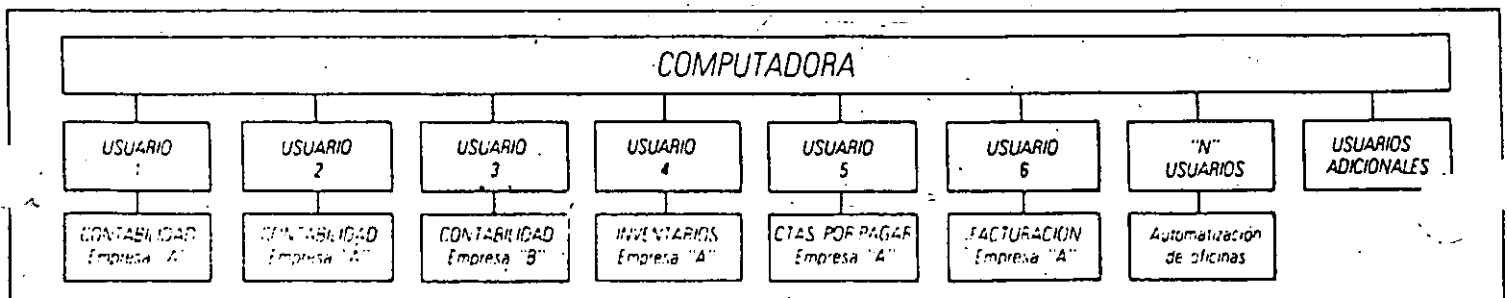 COMPUTADORA
USUARIO
1
USUARIO
2
USUARIO
3
USUARIO
4
USUARIO
5
USUARIO
6
"N"
USUARIOS
USUARIOS
ADICIONALES
CONTABILIDAD
Empresa "A"
CONTABILIDAD
Empresa "A"
CONTABILIDAD
Empresa "B"
INVENTARIOS
Empresa "A"
CTAS. POR PAGAR
Empresa "A"
FACTURACION
Empresa "A"
Automatización
de oficinas